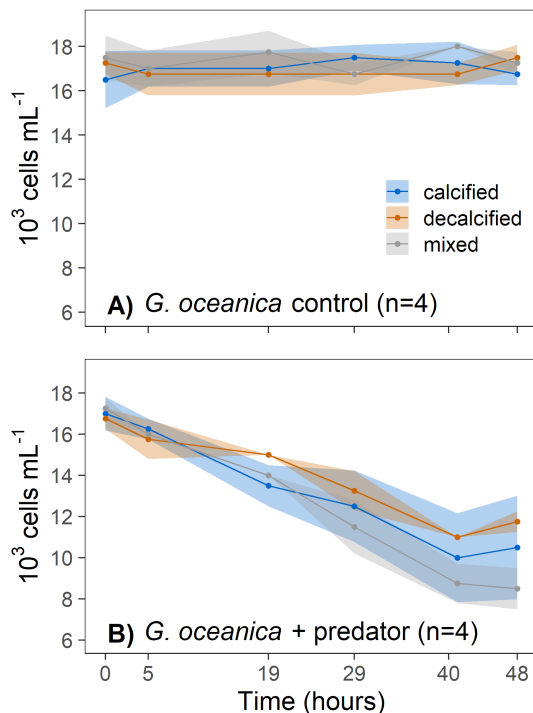 18
16
14
12
10
8
6
10³ cells mL⁻¹
calcified
decalcified
mixed
A) G. oceanica control (n=4)
18
16
14
12
10
8
6
10³ cells mL⁻¹
B) G. oceanica + predator (n=4)
0 5 19 29 40 48
Time (hours)